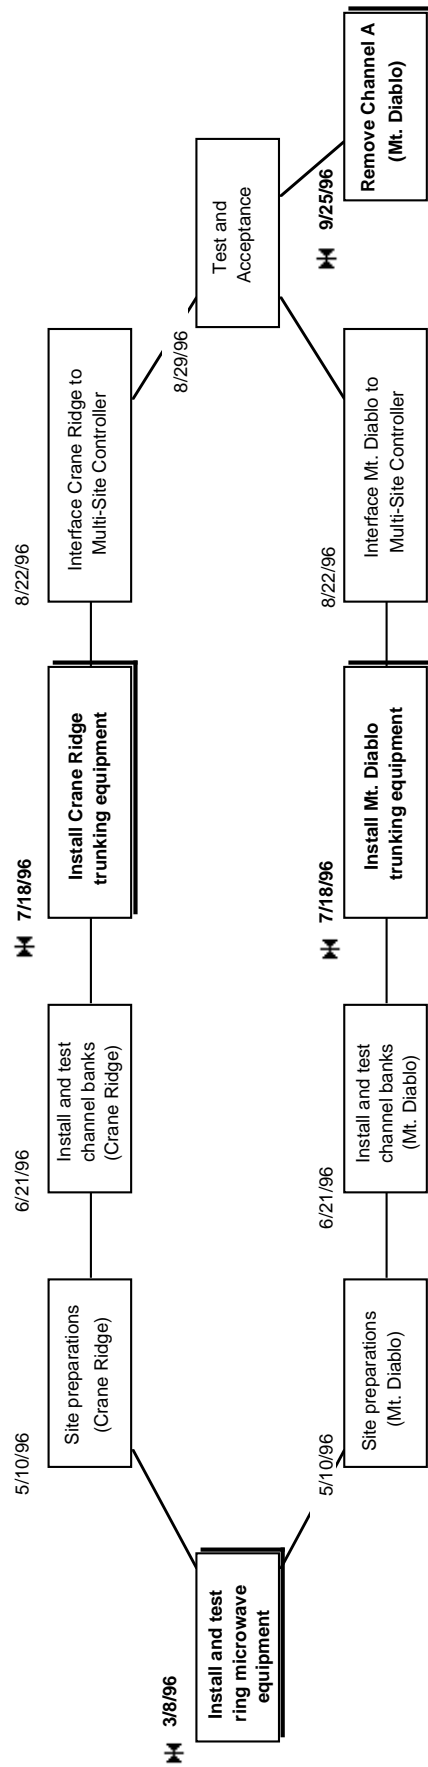 3/8/96
Install and test
ring microwave
equipment
5/10/96
Site preparations
(Crane Ridge)
6/21/96
Install and test
channel banks
(Crane Ridge)
7/18/96
Install Crane Ridge
trunking equipment
8/22/96
Interface Crane Ridge to
Multi-Site Controller
5/10/96
Site preparations
(Mt. Diablo)
6/21/96
Install and test
channel banks
(Mt. Diablo)
7/18/96
Install Mt. Diablo
trunking equipment
8/22/96
Interface Mt. Diablo to
Multi-Site Controller
8/29/96
Test and
Acceptance
9/25/96
Remove Channel A
(Mt. Diablo)